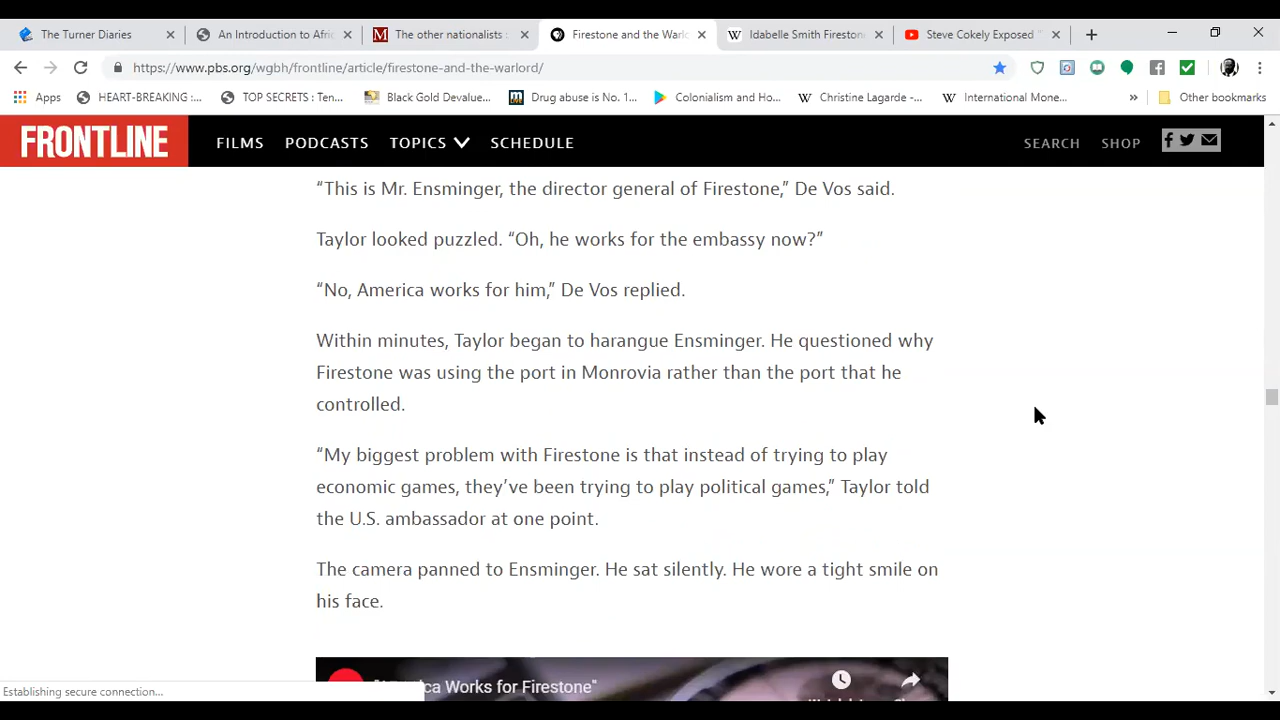 The Turner Diaries
An Introduction to Afri
The other nationalists
Firestone and the Warlo
Idabelle Smith Firestone
Steve Cokely Exposed "
https://www.pbs.org/wgbh/frontline/article/firestone-and-the-warlord/
Apps
HEART-BREAKING :...
TOP SECRETS : Ten...
Black Gold Devalue...
Drug abuse is No. 1...
Colonialism and Ho...
Christine Lagarde -...
International Mone...
Other bookmarks
FRONTLINE
FILMS
PODCASTS
TOPICS
SCHEDULE
SEARCH
SHOP
“This is Mr. Ensminger, the director general of Firestone,” De Vos said.
Taylor looked puzzled. “Oh, he works for the embassy now?”
“No, America works for him,” De Vos replied.
Within minutes, Taylor began to harangue Ensminger. He questioned why
Firestone was using the port in Monrovia rather than the port that he
controlled.
“My biggest problem with Firestone is that instead of trying to play
economic games, they’ve been trying to play political games,” Taylor told
the U.S. ambassador at one point.
The camera panned to Ensminger. He sat silently. He wore a tight smile on
his face.
Works for Firestone"
Establishing secure connection...